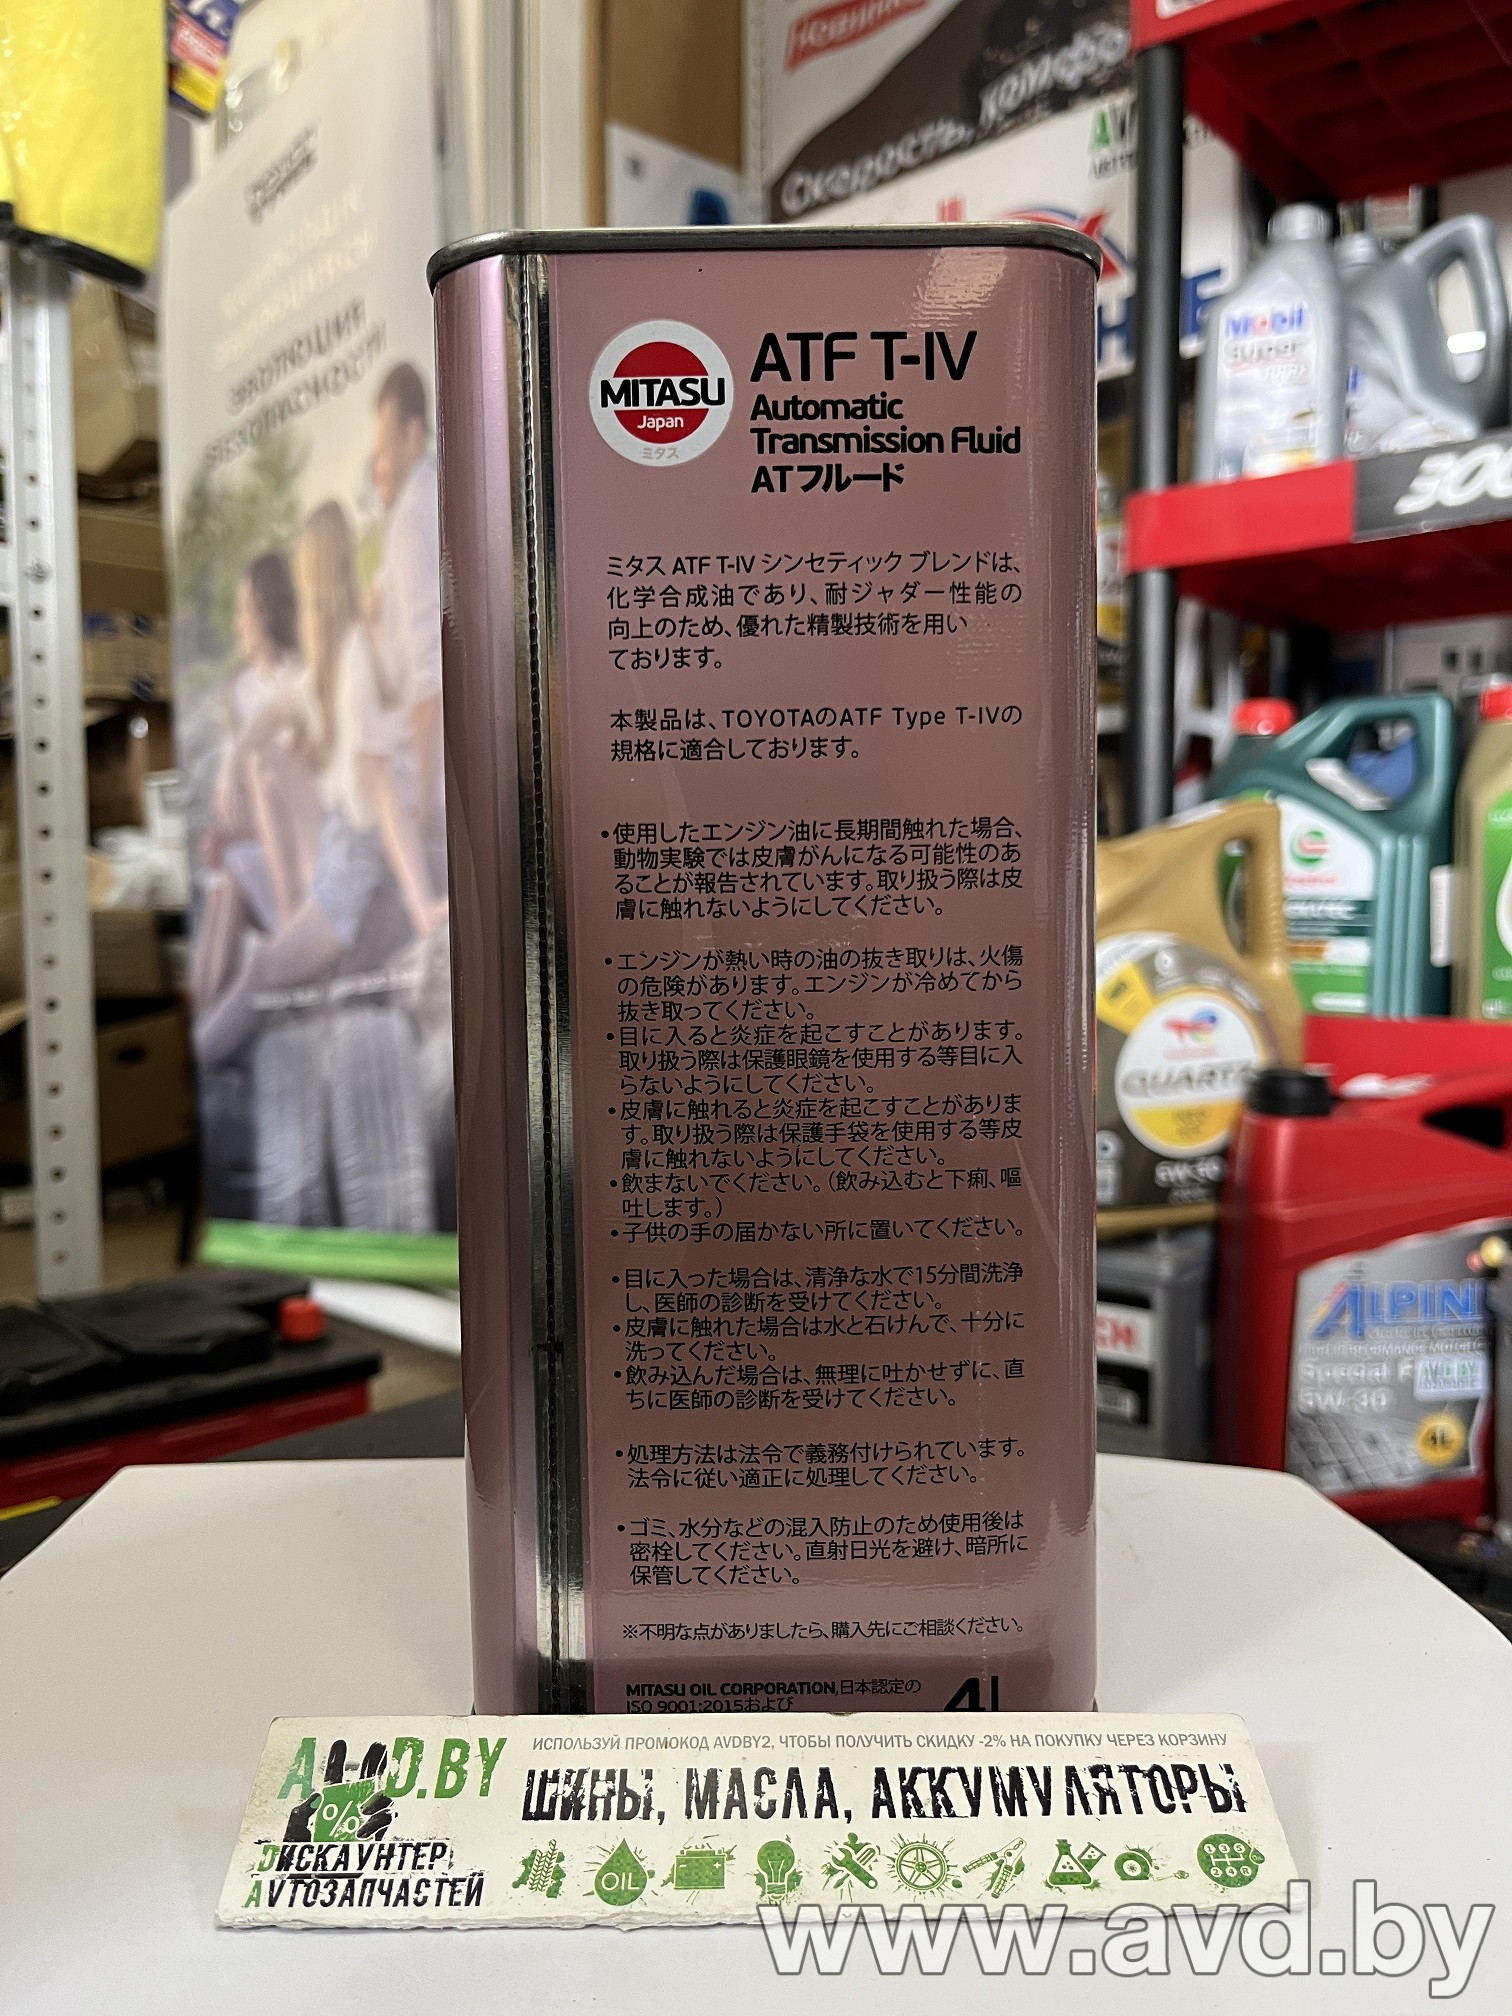 Новинка
Скорость,
ЭВОЛЮЦИЯ
БЕЗОПАСНОСТИ
Mobil
Super
MITASU
Japan
ミタス
ATF T-IV
Automatic
Transmission Fluid
ATフルード
ミタス ATF T-IV シンセティック ブレンドは、
化学合成油であり、耐ジャダー性能の
向上のため、優れた精製技術を用い
ております。
本製品は、TOYOTAのATF Type T-IVの
規格に適合しております。
•使用したエンジン油に長期間触れた場合、
動物実験では皮膚がんになる可能性のあ
ることが報告されています。取り扱う際は皮
膚に触れないようにしてください。
•エンジンが熱い時の油の抜き取りは、火傷
の危険があります。エンジンが冷めてから
抜き取ってください。
•目に入ると炎症を起こすことがあります。
取り扱う際は保護眼鏡を使用する等目に入
らないようにしてください。
•皮膚に触れると炎症を起こすことがありま
す。取り扱う際は保護手袋を使用する等皮
膚に触れないようにしてください。
•飲まないでください。(飲み込むと下痢、嘔
吐します。)
•子供の手の届かない所に置いてください。
•目に入った場合は、清浄な水で15分間洗浄
し、医師の診断を受けてください。
•皮膚に触れた場合は水と石けんで、十分に
洗ってください。
•飲み込んだ場合は、無理に吐かせずに、直
ちに医師の診断を受けてください。
•処理方法は法令で義務付けられています。
法令に従い適正に処理してください。
•ゴミ、水分などの混入防止のため使用後は
密栓してください。直射日光を避け、暗所に
保管してください。
※不明な点がありましたら、購入先にご相談ください。
MITASU OIL CORPORATION,日本認定の
ISO 9001:2015および
4L
QUARTZ
ALPINE
Special F
5W-30
AVD.BY
4L
AVD.BY
%
DИСКАУНТЕР
AVТОЗАПЧАСТЕЙ
ИСПОЛЬЗУЙ ПРОМОКОД AVDBY2, ЧТОБЫ ПОЛУЧИТЬ СКИДКУ -2% НА ПОКУПКУ ЧЕРЕЗ КОРЗИНУ
ШИНЫ, МАСЛА, АККУМУЛЯТОРЫ
OIL
1 3 5
2 4 R
www.avd.by